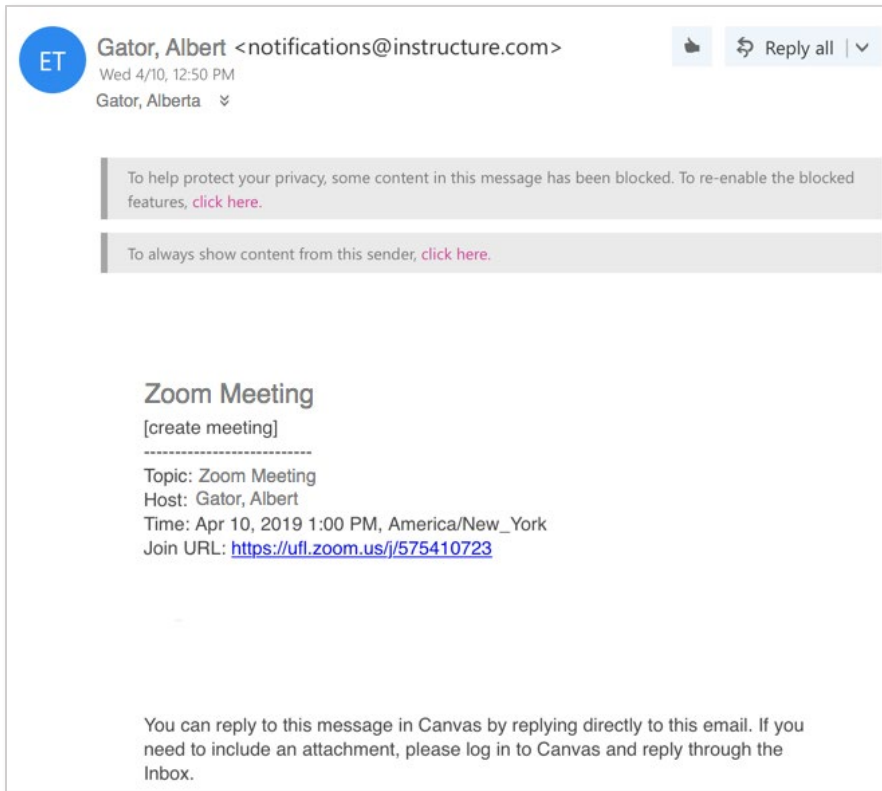 ET
Gator, Albert <notifications@instructure.com>
Reply all
Wed 4/10, 12:50 PM
Gator, Alberta
To help protect your privacy, some content in this message has been blocked. To re-enable the blocked
features, click here.
To always show content from this sender, click here.
Zoom Meeting
[create meeting]
---------------------------
Topic: Zoom Meeting
Host: Gator, Albert
Time: Apr 10, 2019 1:00 PM, America/New_York
Join URL: https://ufl.zoom.us/j/575410723
You can reply to this message in Canvas by replying directly to this email. If you
need to include an attachment, please log in to Canvas and reply through the
Inbox.